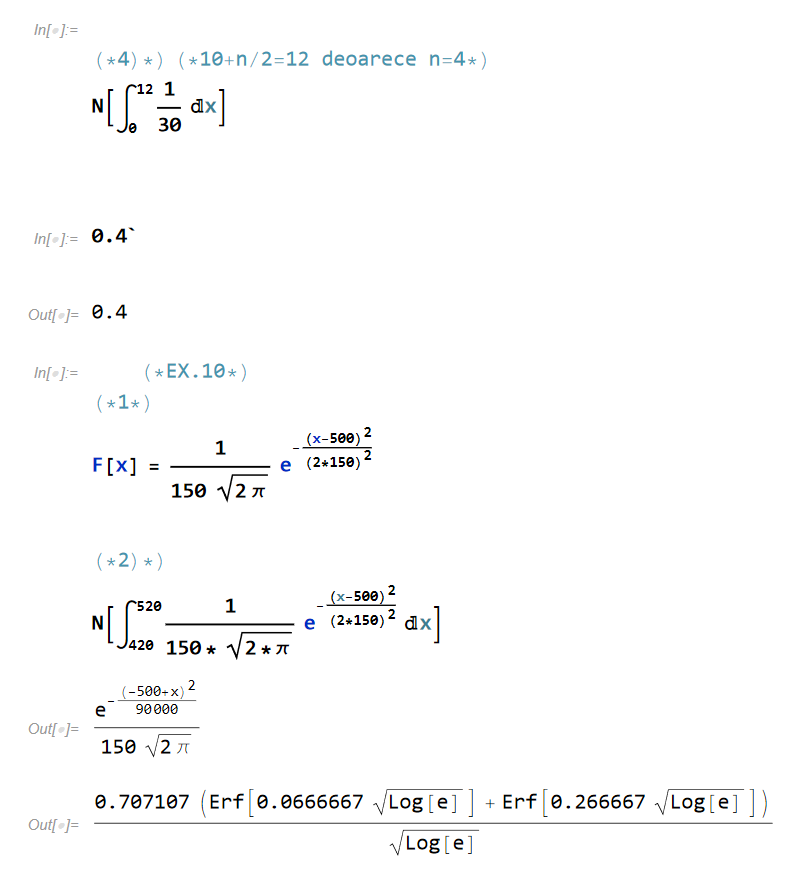 In[●]:=
(*4)*) (*10+n/2=12 deoarece n=4*)
N[∫₀¹² 1/30 ⅆx]
In[●]:= 0.4`
Out[●]= 0.4
In[●]:= (*EX.10*)
(*1*)
F[x] = 1/(150 √(2 π)) e^(-(x-500)^2/(2*150)^2)
(*2)*)
N[∫₄₂₀⁵²⁰ 1/(150* √(2*π)) e^(-(x-500)^2/(2*150)^2) ⅆx]
Out[●]= e^(-(-500+x)^2/90000)/(150 √(2 π))
Out[●]= 0.707107 (Erf[0.0666667 √Log[e]] + Erf[0.266667 √Log[e]])/√Log[e]